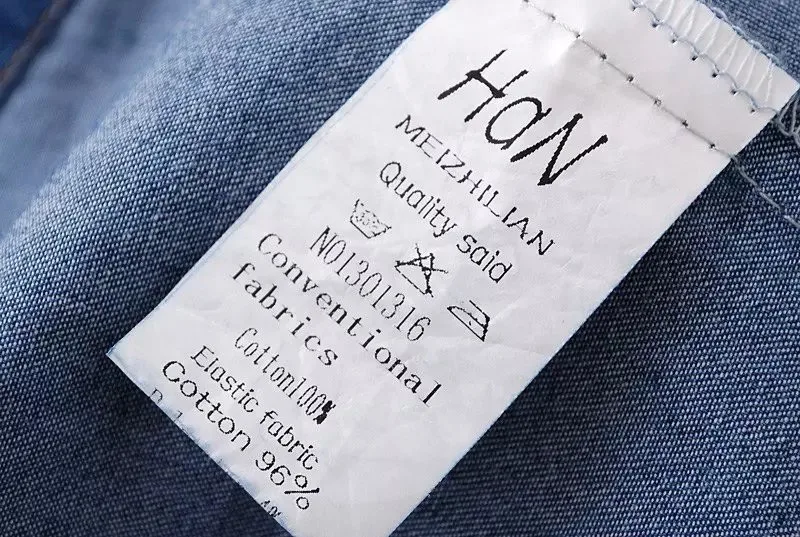 HaN
MEIZHILIAN
Quality said
NO1301316
Conventional
fabrics
Cotton100%
Elastic fabric
Cotton 96%